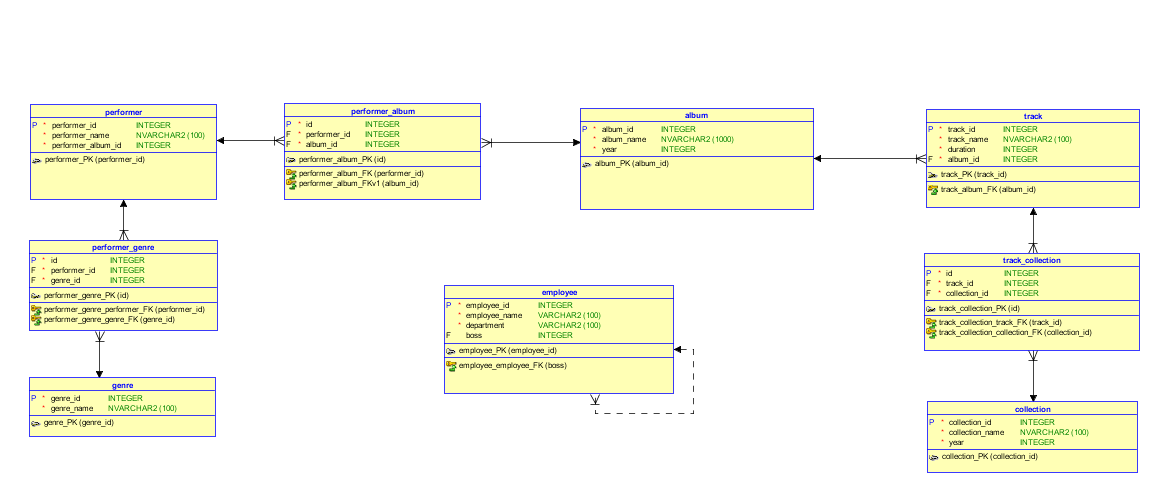 performer
P * performer_id INTEGER
* performer_name NVARCHAR2 (100)
* performer_album_id INTEGER
performer_PK (performer_id)
performer_album
P * id INTEGER
F * performer_id INTEGER
F * album_id INTEGER
performer_album_PK (id)
performer_album_FK (performer_id)
performer_album_FKv1 (album_id)
album
P * album_id INTEGER
* album_name NVARCHAR2 (1000)
* year INTEGER
album_PK (album_id)
track
P * track_id INTEGER
* track_name NVARCHAR2 (100)
* duration INTEGER
F * album_id INTEGER
track_PK (track_id)
track_album_FK (album_id)
performer_genre
P * id INTEGER
F * performer_id INTEGER
F * genre_id INTEGER
performer_genre_PK (id)
performer_genre_performer_FK (performer_id)
performer_genre_genre_FK (genre_id)
employee
P * employee_id INTEGER
* employee_name VARCHAR2 (100)
* department VARCHAR2 (100)
F boss INTEGER
employee_PK (employee_id)
employee_employee_FK (boss)
track_collection
P * id INTEGER
F * track_id INTEGER
F * collection_id INTEGER
track_collection_PK (id)
track_collection_track_FK (track_id)
track_collection_collection_FK (collection_id)
genre
P * genre_id INTEGER
* genre_name NVARCHAR2 (100)
genre_PK (genre_id)
collection
P * collection_id INTEGER
* collection_name NVARCHAR2 (100)
* year INTEGER
collection_PK (collection_id)